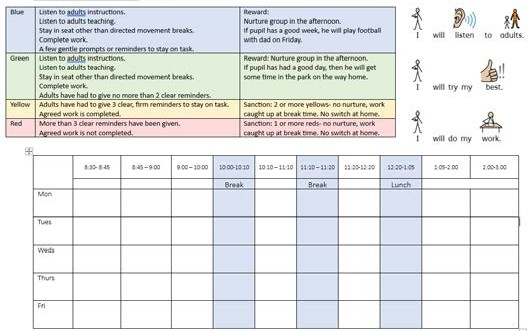 Blue
Listen to adults instructions.
Listen to adults teaching.
Stay in seat other than directed movement breaks.
Complete work.
A few gentle prompts or reminders to stay on task.
Reward:
Nurture group in the afternoon.
If pupil has a good week, he will play football
with dad on Friday.
Green
Listen to adults instructions.
Listen to adults teaching.
Stay in seat other than directed movement breaks.
Complete work.
Adults have had to give no more than 2 clear reminders.
Reward: Nurture group in the afternoon.
If pupil has had a good day, then he will get
some time in the park on the way home.
Yellow
Adults have had to give 3 clear, firm reminders to stay on task.
Agreed work is completed.
Sanction: 2 or more yellows- no nurture, work
caught up at break time. No switch at home.
Red
More than 3 clear reminders have been given.
Agreed work is not completed.
Sanction: 1 or more reds- no nurture, work
caught up at break time. No switch at home.
I will listen to adults.
I will try my best.
I will do my work.
8:30- 8:45 8:45 – 9:00 9:00 – 10:00 10:00-10:10 10:10 – 11:10 11:10 – 11:20 11:20-12:20 12:20-1:05 1:05-2:00 2:00-3:00
Break Break Lunch
Mon
Tues
Weds
Thurs
Fri